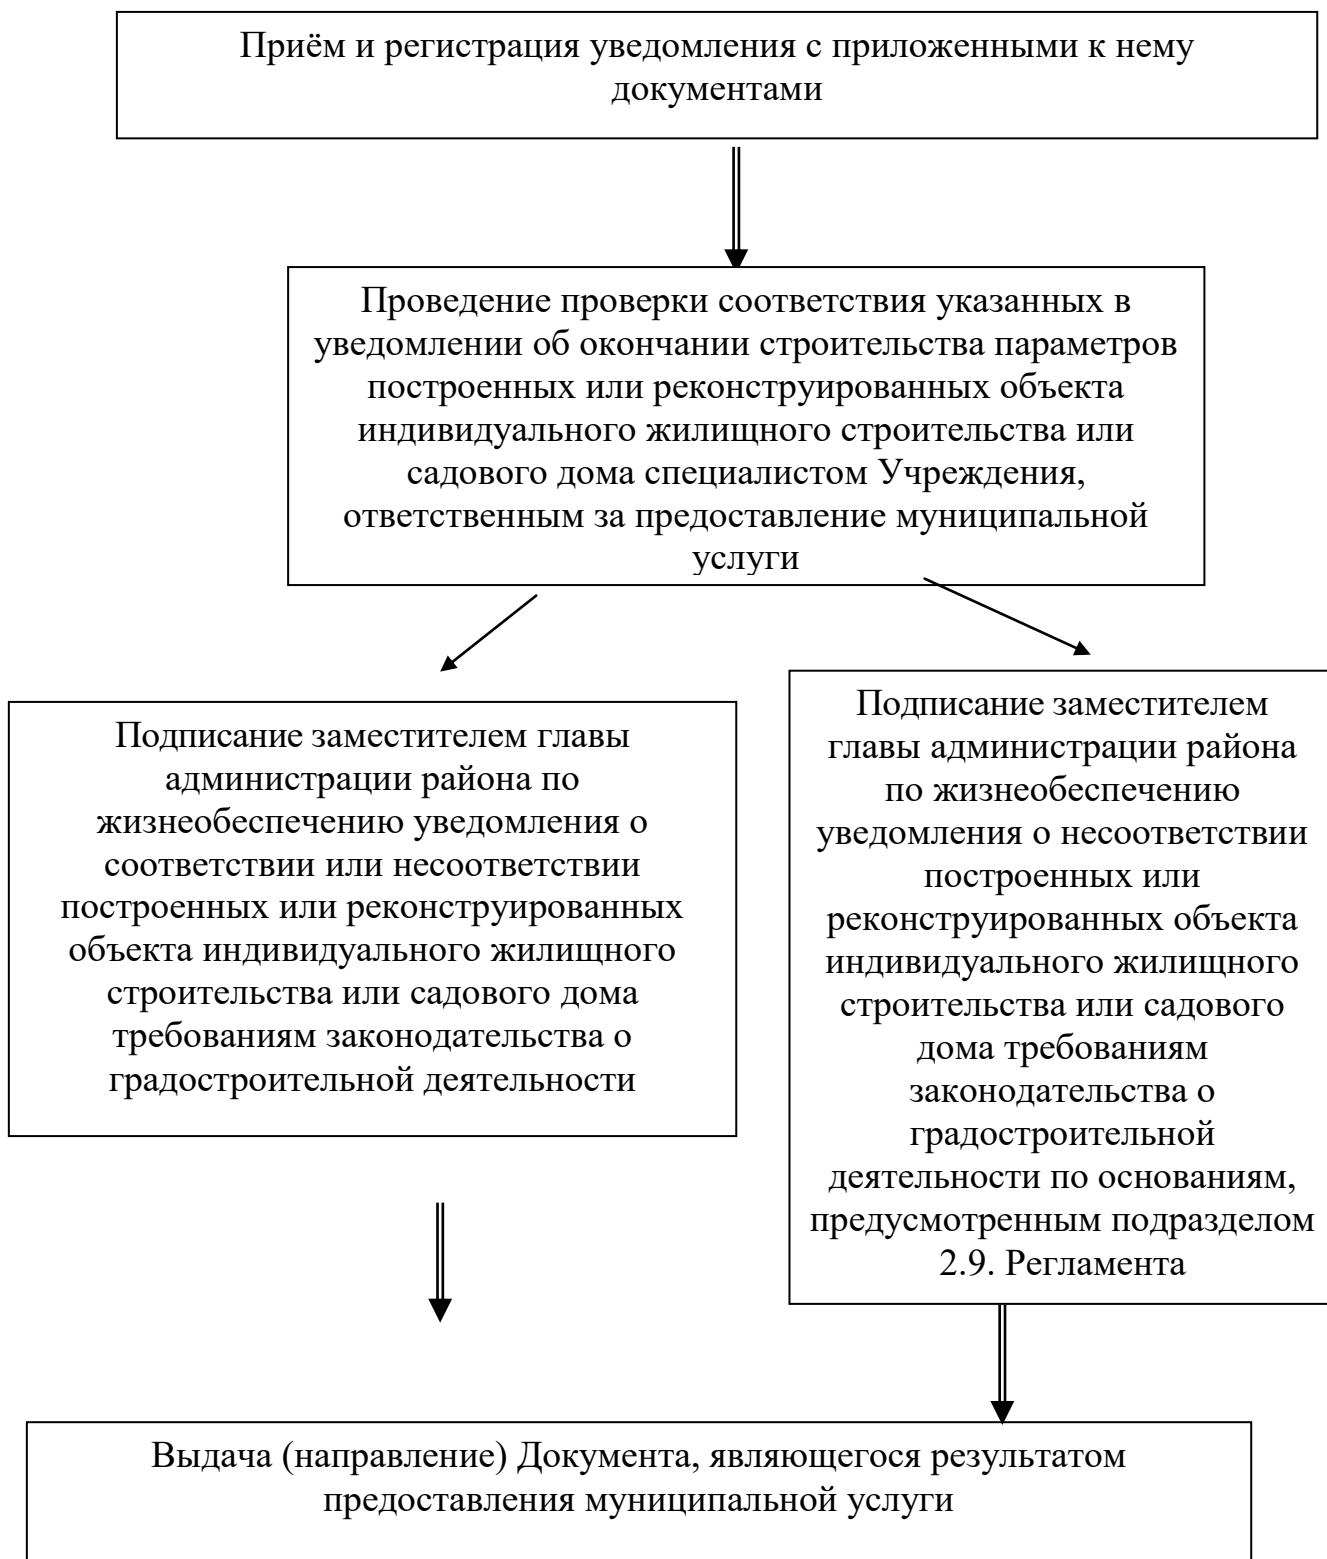 Приём и регистрация уведомления с приложенными к нему
документами
Проведение проверки соответствия указанных в
уведомлении об окончании строительства параметров
построенных или реконструированных объекта
индивидуального жилищного строительства или
садового дома специалистом Учреждения,
ответственным за предоставление муниципальной
услуги
Подписание заместителем главы
администрации района по
жизнеобеспечению уведомления о
соответствии или несоответствии
построенных или реконструированных
объекта индивидуального жилищного
строительства или садового дома
требованиям законодательства о
градостроительной деятельности
Подписание заместителем
главы администрации района
по жизнеобеспечению
уведомления о несоответствии
построенных или
реконструированных объекта
индивидуального жилищного
строительства или садового
дома требованиям
законодательства о
градостроительной
деятельности по основаниям,
предусмотренным подразделом
2.9. Регламента
Выдача (направление) Документа, являющегося результатом
предоставления муниципальной услуги